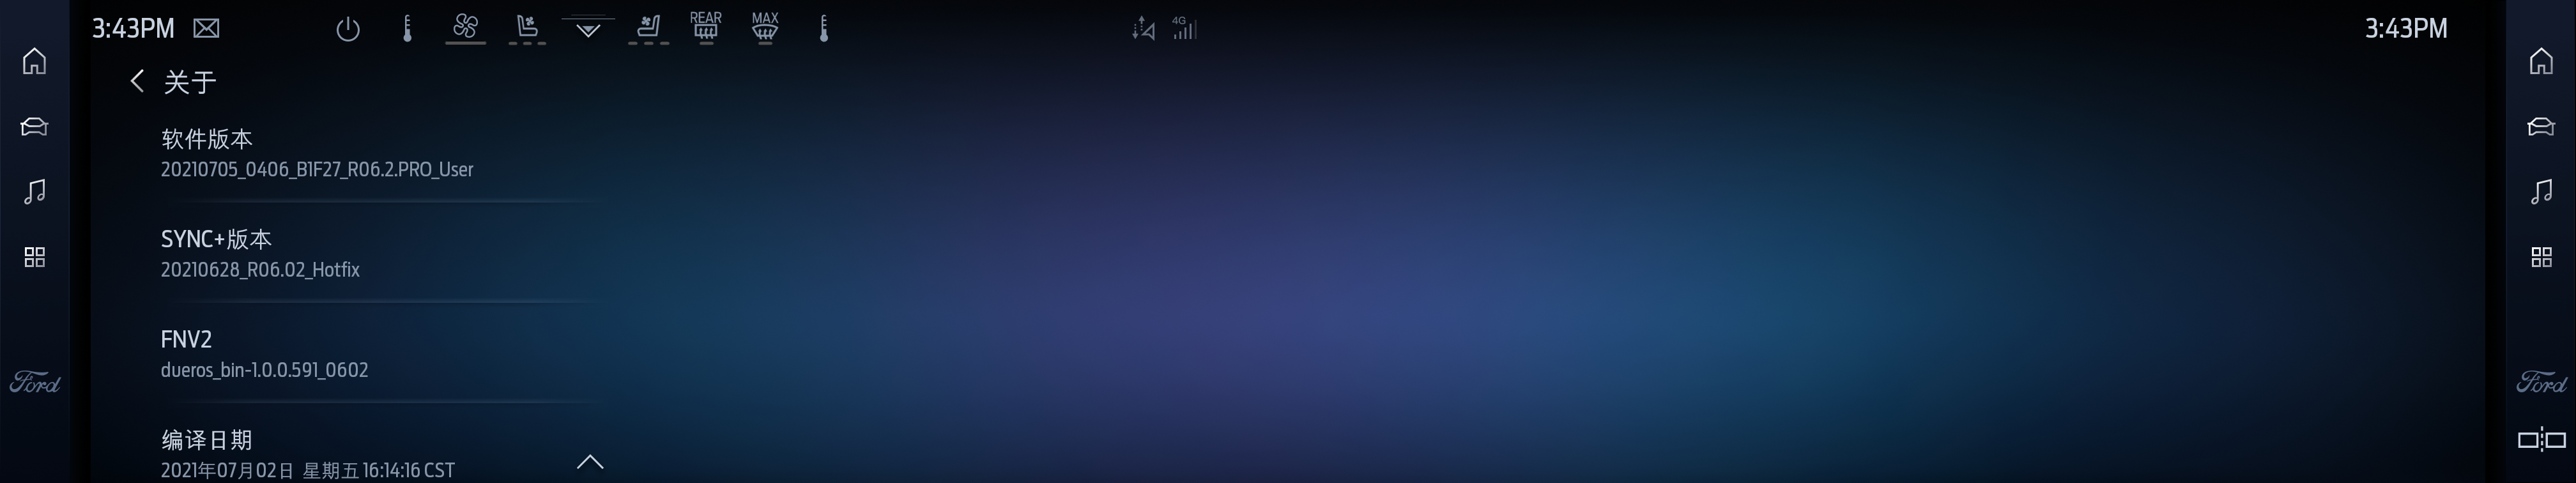 3:43PM
REAR
MAX
4G
3:43PM
关于
软件版本
20210705_0406_B1F27_R06.2.PRO_User
SYNC+版本
20210628_R06.02_Hotfix
FNV2
dueros_bin-1.0.0.591_0602
Ford
Ford
编译日期
2021年07月02日 星期五 16:14:16 CST